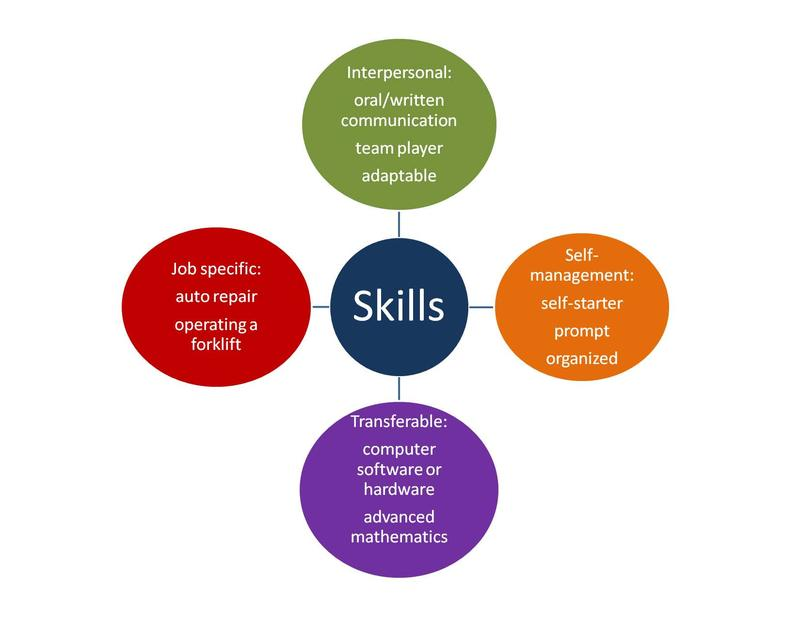 Interpersonal:
oral/written
communication
team player
adaptable
Job specific:
auto repair
operating a
forklift
Skills
Self-
management:
self-starter
prompt
organized
Transferable:
computer
software or
hardware
advanced
mathematics